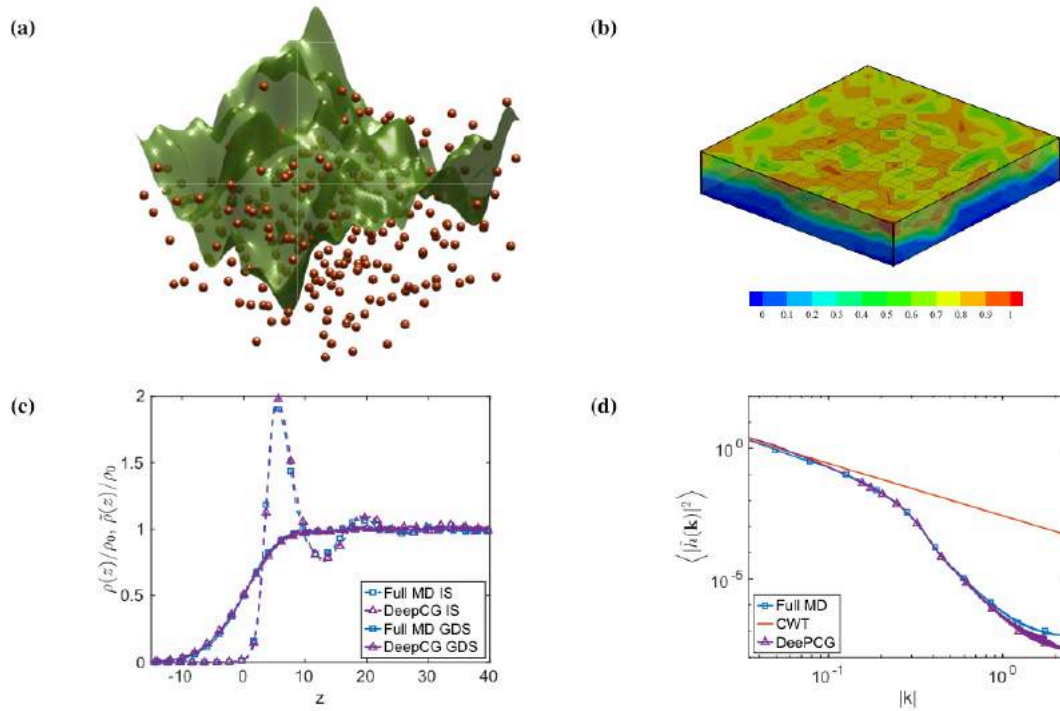 (a)
(b)
0 0.1 0.2 0.3 0.4 0.5 0.6 0.7 0.8 0.9 1
(c)
2
1.5
1
0.5
0
ρ(z)/ρ₀, ρ̃(z)/ρ₀
Full MD IS
DeepCG IS
Full MD GDS
DeepCG GDS
-10 0 10 20 30 40
z
(d)
10⁰
10⁻⁵
⟨|ĥ(𝐤)|²⟩
Full MD
CWT
DeePCG
10⁻¹ 10⁰
|k|